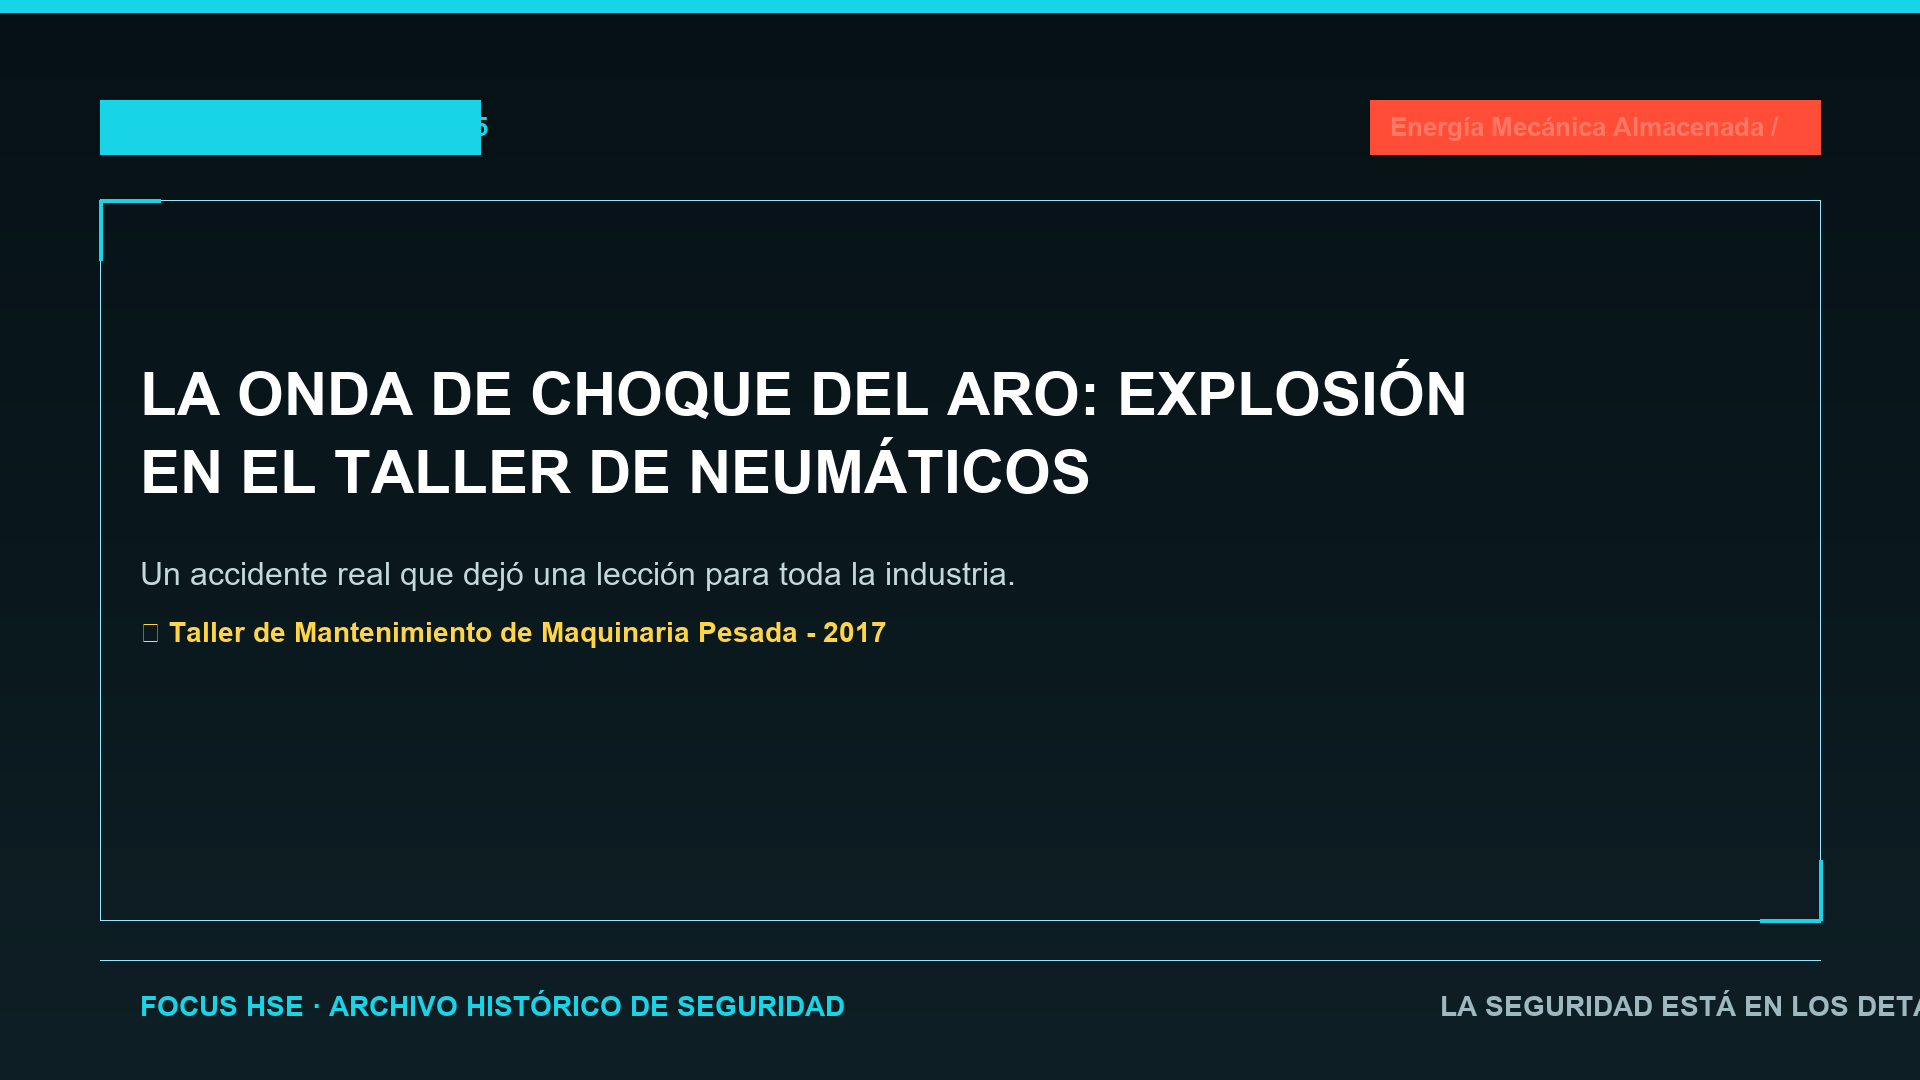 5
Energía Mecánica Almacenada /
LA ONDA DE CHOQUE DEL ARO: EXPLOSIÓN
EN EL TALLER DE NEUMÁTICOS
Un accidente real que dejó una lección para toda la industria.
Taller de Mantenimiento de Maquinaria Pesada - 2017
FOCUS HSE · ARCHIVO HISTÓRICO DE SEGURIDAD
LA SEGURIDAD ESTÁ EN LOS DETA